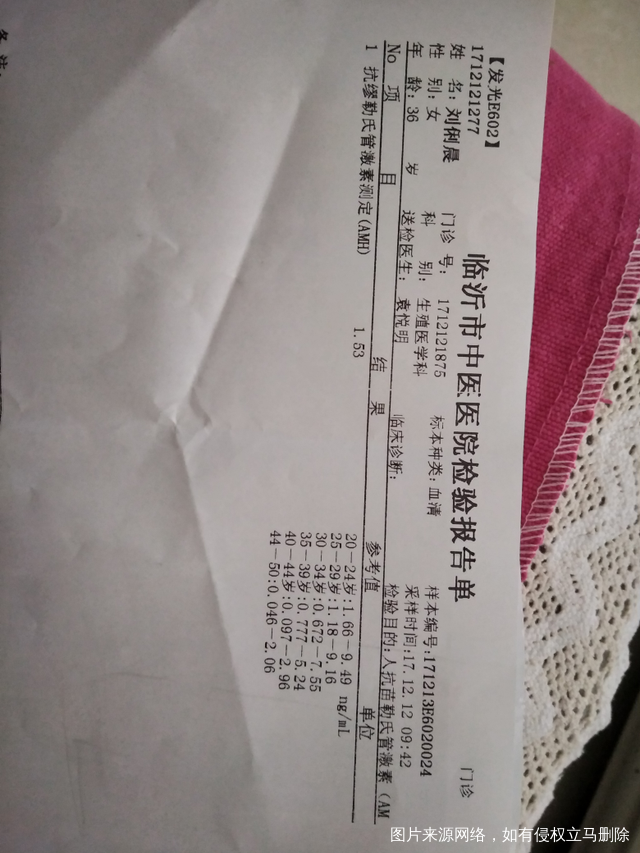 临沂市中医医院检验报告单
门诊
【发光E602】
1712121277
姓 名：刘俐晨 门诊 号：1712121875 标本种类：血清 样本编号：171213E6020024
性 别：女 科 别：生殖医学科 采样时间：17.12.12 09:42
年 龄：36 岁 送检医生：袁悦明 临床诊断： 检验目的：人抗苗勒氏管激素（AM
No 项 目 结 果 参考值 单位
1 抗缪勒氏管激素测定(AMH) 1.53 20-24岁:1.66-9.49 ng/mL
25-29岁:1.18-9.16
30-34岁:0.672-7.55
35-39岁:0.777-5.24
40-44岁:0.097-2.96
44-50:0.046-2.06
备 注：
图片来源网络，如有侵权立马删除